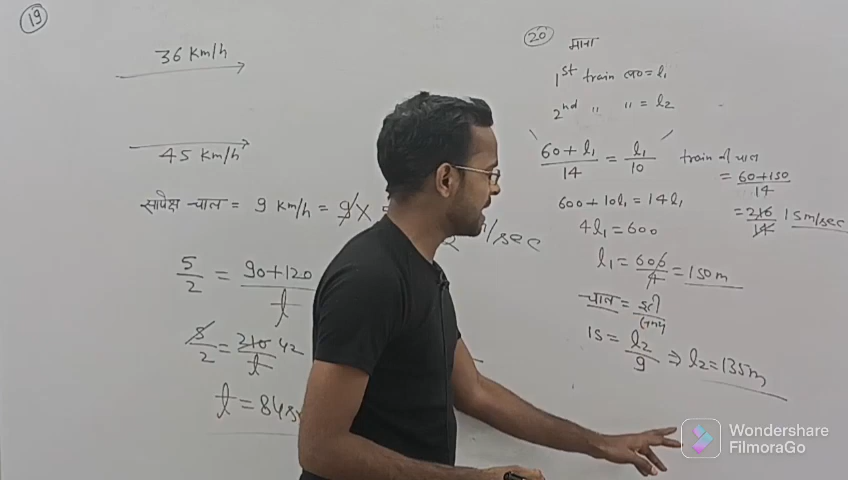 19
36 Km/h
45 Km/h
सापेक्ष चाल = 9 Km/h = 9 X
/sec
5/2 = 90+120/t
5/2 = 210/t 42
t = 84
20
माना
1st train ल० = l1
2nd " " = l2
60 + l1/14 = l1/10
train की चाल
= 60+150/14
= 210/14 15m/sec
600 + 10l1 = 14l1
4l1 = 600
l1 = 600/4 = 150m
चाल = दूरी/समय
15 = l2/9 ⇒ l2 = 135m
Wondershare
FilmoraGo